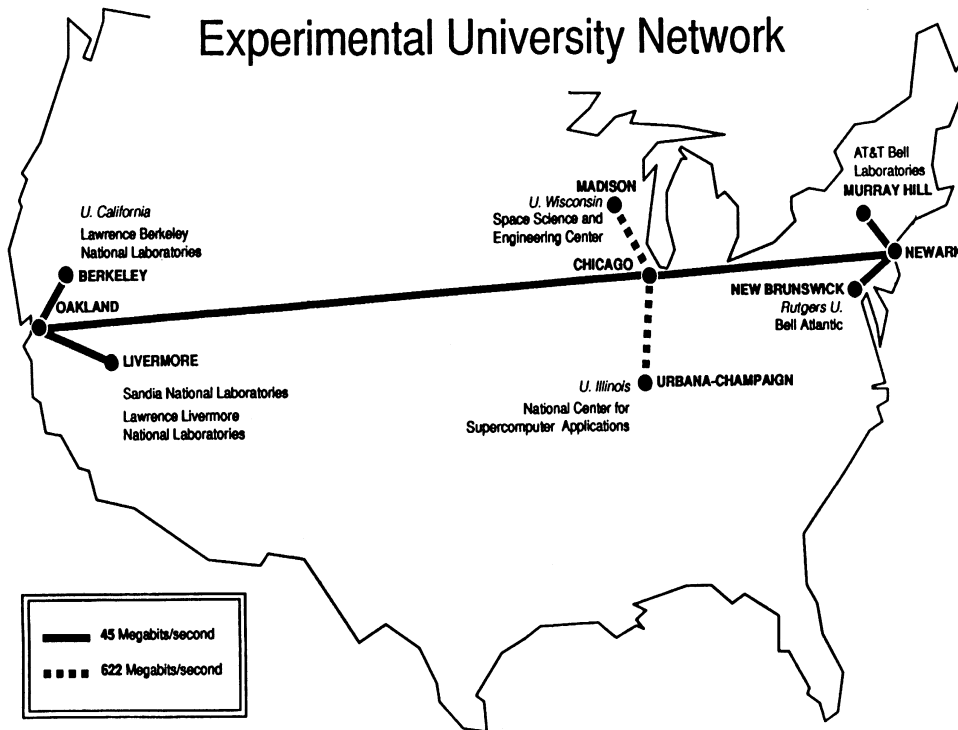 Experimental University Network
AT&T Bell
Laboratories
MURRAY HILL
MADISON
U. Wisconsin
Space Science and
Engineering Center
U. California
Lawrence Berkeley
National Laboratories
BERKELEY
NEWARK
CHICAGO
NEW BRUNSWICK
Rutgers U.
Bell Atlantic
OAKLAND
LIVERMORE
Sandia National Laboratories
Lawrence Livermore
National Laboratories
U. Illinois
URBANA-CHAMPAIGN
National Center for
Supercomputer Applications
45 Megabits/second
622 Megabits/second